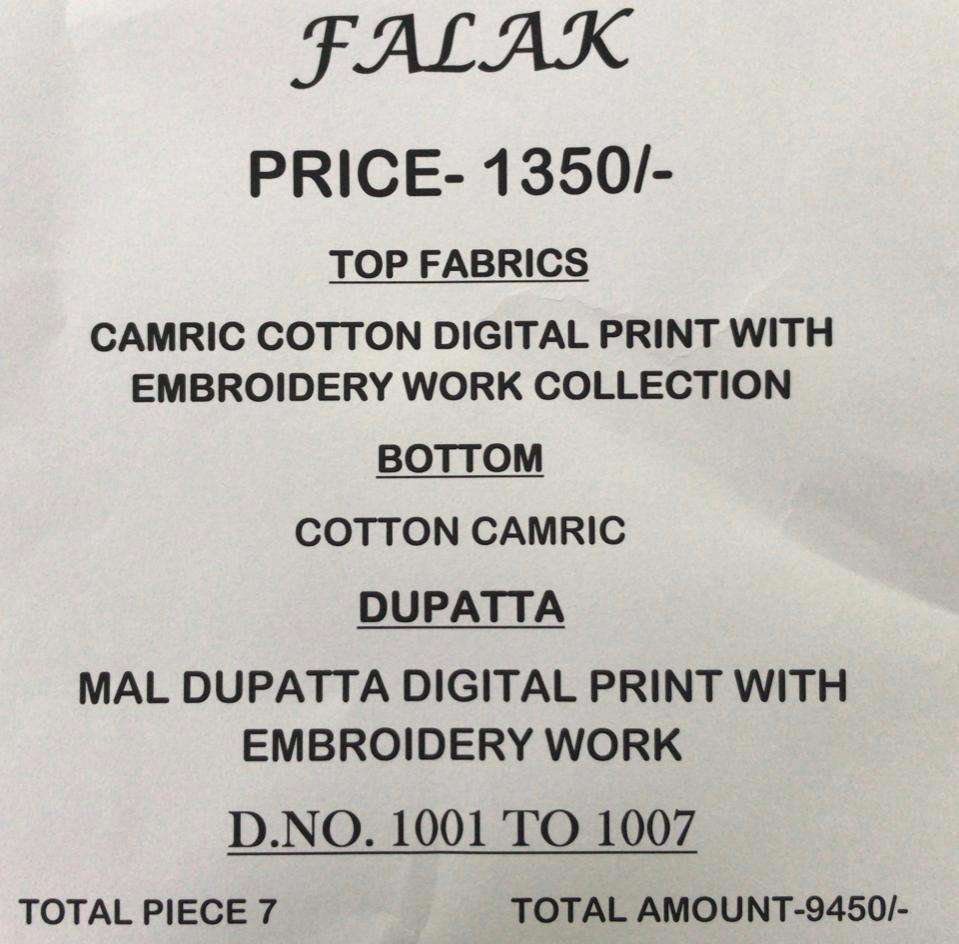 FALAK
PRICE- 1350/-
TOP FABRICS
CAMRIC COTTON DIGITAL PRINT WITH
EMBROIDERY WORK COLLECTION
BOTTOM
COTTON CAMRIC
DUPATTA
MAL DUPATTA DIGITAL PRINT WITH
EMBROIDERY WORK
D.NO. 1001 TO 1007
TOTAL PIECE 7 TOTAL AMOUNT-9450/-